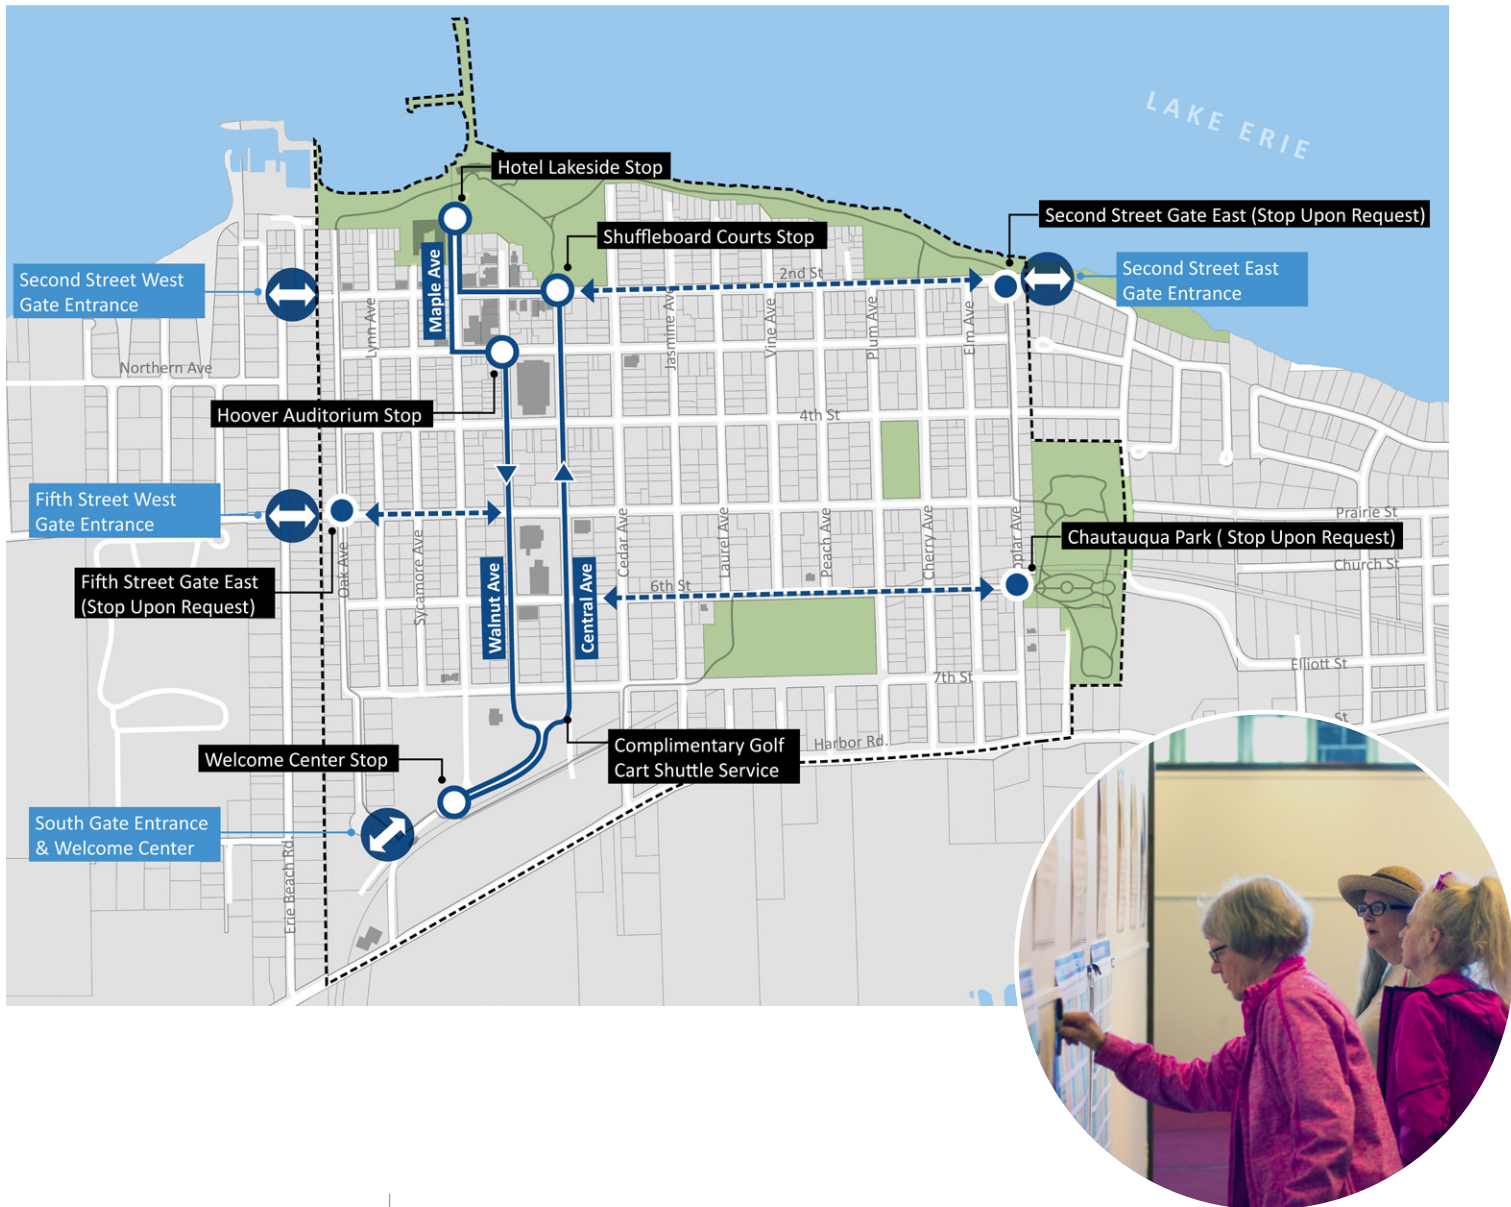 LAKE ERIE
Hotel Lakeside Stop
Second Street Gate East (Stop Upon Request)
Shuffleboard Courts Stop
Second Street West
Gate Entrance
Maple Ave
2nd St
Second Street East
Gate Entrance
Lynn Ave
Jasmine Ave
Vine Ave
Plum Ave
Elm Ave
Northern Ave
Hoover Auditorium Stop
4th St
Fifth Street West
Gate Entrance
Prairie St
Chautauqua Park ( Stop Upon Request)
Church St
Fifth Street Gate East
(Stop Upon Request)
Oak Ave
Sycamore Ave
Walnut Ave
Central Ave
Cedar Ave
6th St
Laurel Ave
Peach Ave
Cherry Ave
oplar Ave
Elliott St
7th St
St
Welcome Center Stop
Complimentary Golf
Cart Shuttle Service
Harbor Rd.
South Gate Entrance
& Welcome Center
Erie Beach Rd.